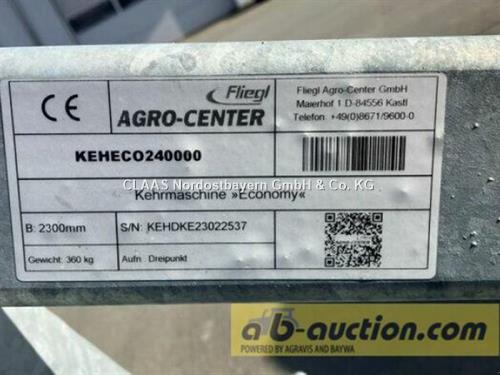 CE
Fliegl
AGRO-CENTER
Fliegl Agro-Center GmbH
Maierhof 1 D-84556 Kastl
Telefon +49(0)8671/9600-0
KEHECO240000
CLAAS Nordostbayern GmbH & Co. KG
Kehrmaschine »Economy«
B: 2300mm
S/N: KEHDKE23022537
Gewicht: 360 kg
Aufn. Dreipunkt
ab-auction.com
POWERED BY AGRAVIS AND BAYWA